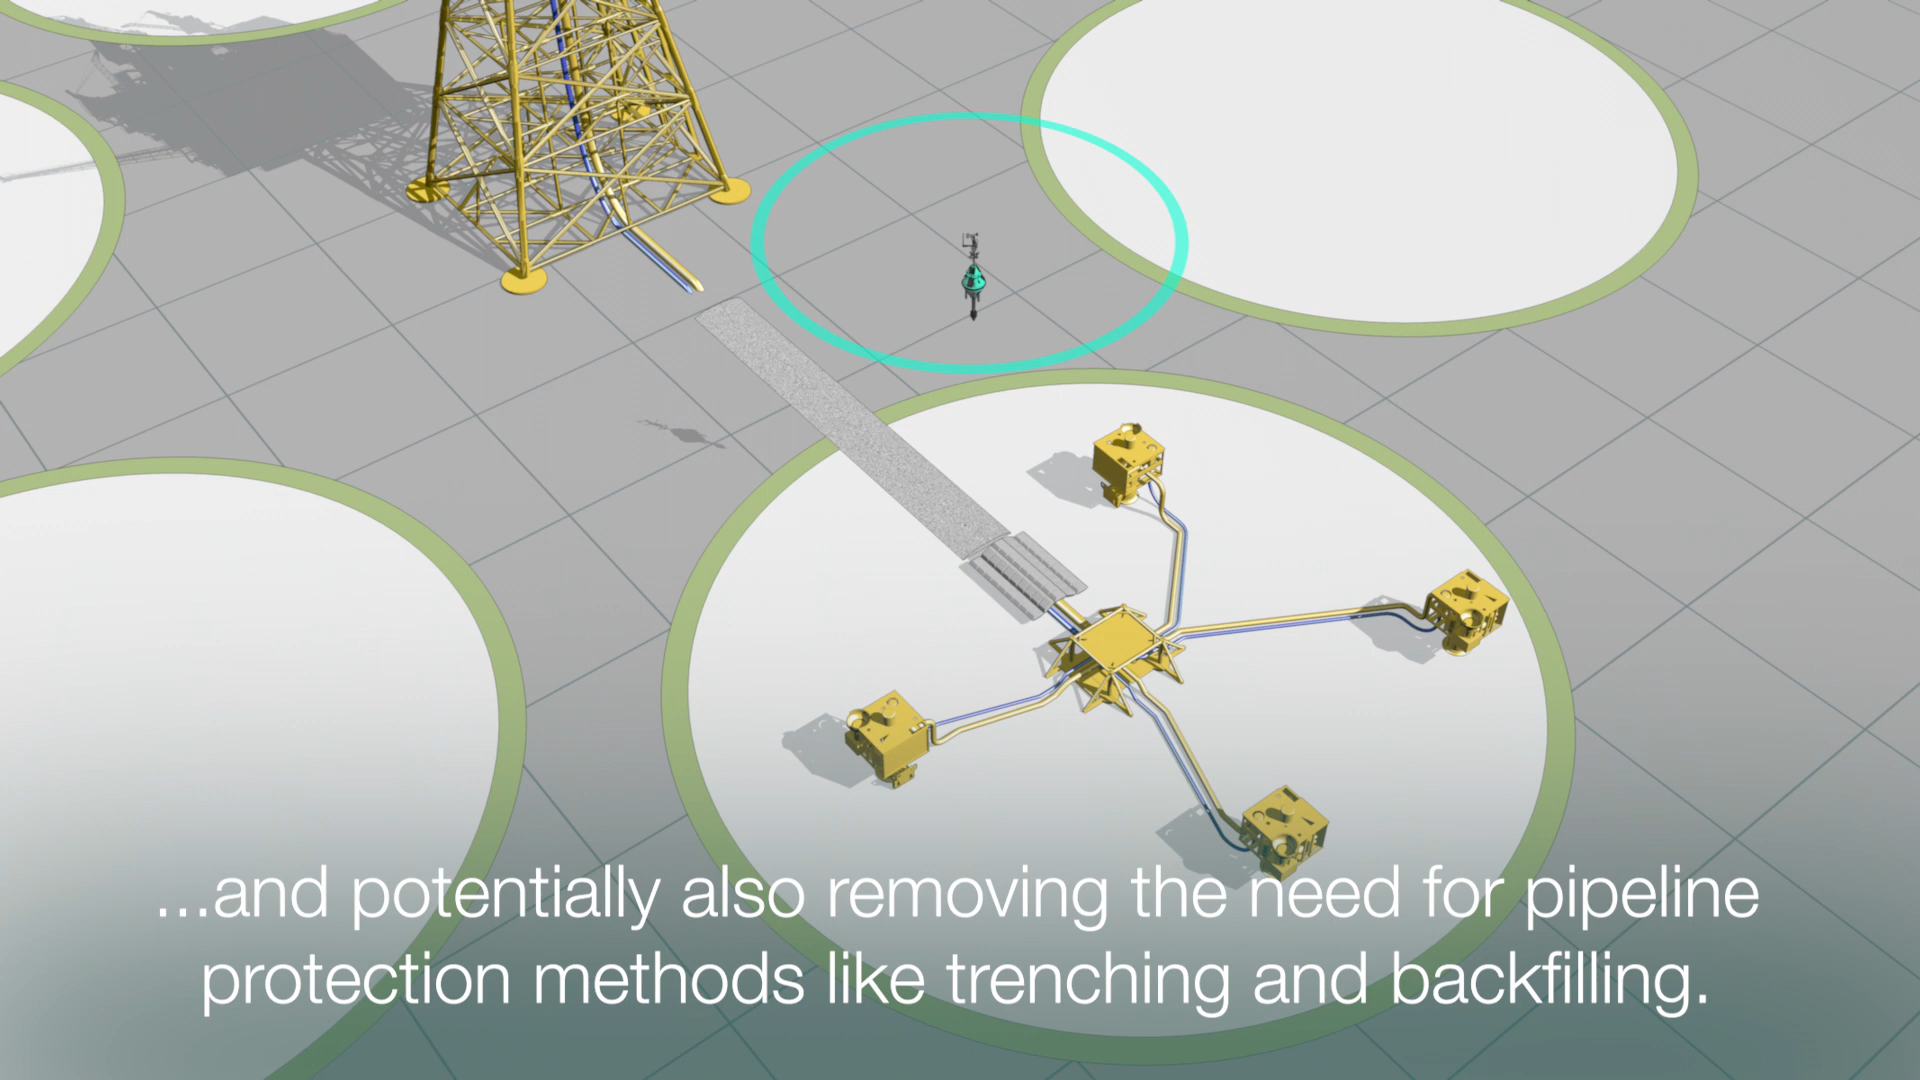 ...and potentially also removing the need for pipeline
protection methods like trenching and backfilling.